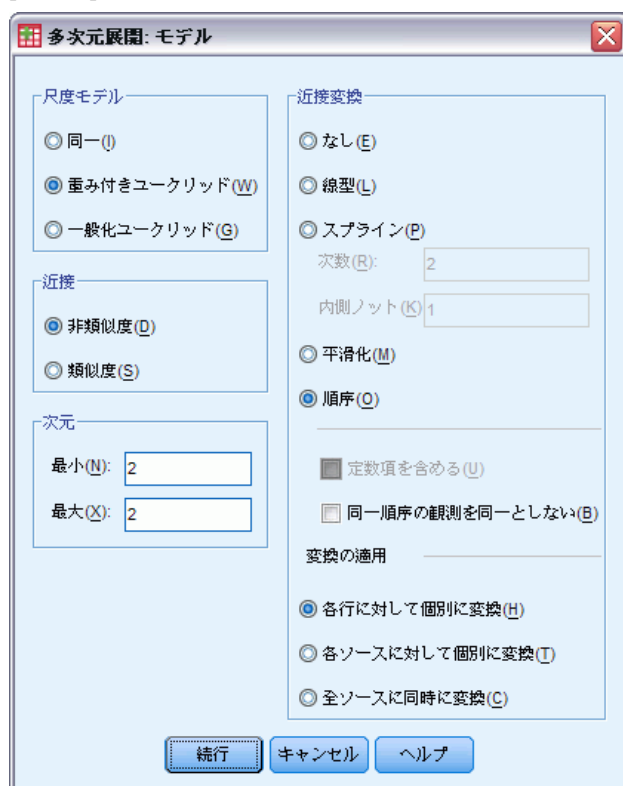 多次元展開: モデル
尺度モデル
同一(I)
重み付きユークリッド(W)
一般化ユークリッド(G)
近接
非類似度(D)
類似度(S)
次元
最小(N): 2
最大(X): 2
近接変換
なし(E)
線型(L)
スプライン(P)
次数(R): 2
内側ノット(K) 1
平滑化(M)
順序(O)
定数項を含める(U)
同一順序の観測を同一としない(B)
変換の適用
各行に対して個別に変換(H)
各ソースに対して個別に変換(T)
全ソースに同時に変換(C)
続行
キャンセル
ヘルプ